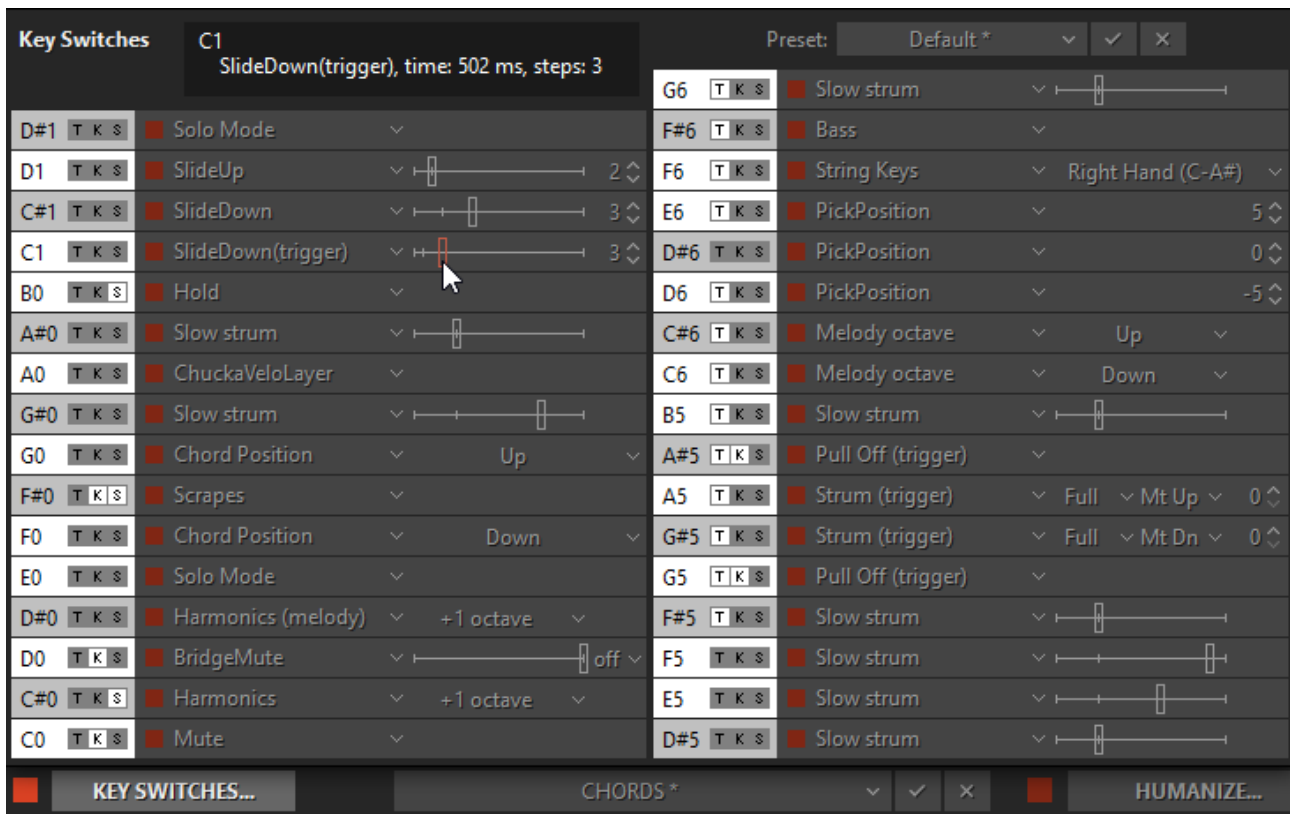 Key Switches
C1
SlideDown(trigger), time: 502 ms, steps: 3
Preset: Default *
D#1 T K S Solo Mode
D1 T K S SlideUp 2
C#1 T K S SlideDown 3
C1 T K S SlideDown(trigger) 3
B0 T K S Hold
A#0 T K S Slow strum
A0 T K S ChuckaVeloLayer
G#0 T K S Slow strum
G0 T K S Chord Position Up
F#0 T K S Scrapes
F0 T K S Chord Position Down
E0 T K S Solo Mode
D#0 T K S Harmonics (melody) +1 octave
D0 T K S BridgeMute off
C#0 T K S Harmonics +1 octave
C0 T K S Mute
G6 T K S Slow strum
F#6 T K S Bass
F6 T K S String Keys Right Hand (C-A#)
E6 T K S PickPosition 5
D#6 T K S PickPosition 0
D6 T K S PickPosition -5
C#6 T K S Melody octave Up
C6 T K S Melody octave Down
B5 T K S Slow strum
A#5 T K S Pull Off (trigger)
A5 T K S Strum (trigger) Full Mt Up 0
G#5 T K S Strum (trigger) Full Mt Dn 0
G5 T K S Pull Off (trigger)
F#5 T K S Slow strum
F5 T K S Slow strum
E5 T K S Slow strum
D#5 T K S Slow strum
KEY SWITCHES... CHORDS * HUMANIZE...